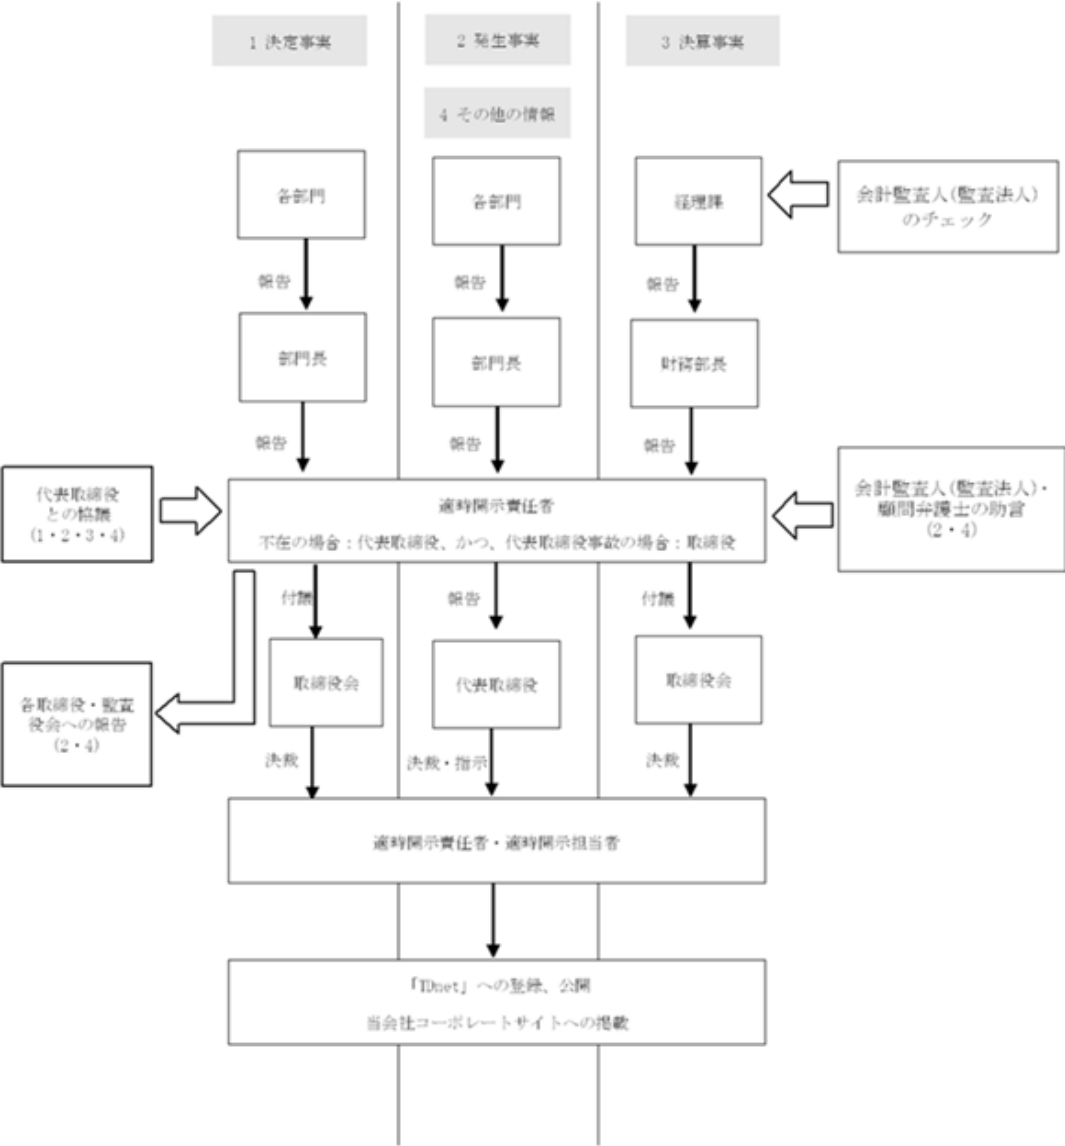 1 決定事実
2 発生事実
3 決算事実
4 その他の情報
各部門
各部門
経理課
会計監査人(監査法人)
のチェック
報告
報告
報告
部門長
部門長
財務部長
報告
報告
報告
代表取締役
との協議
(1・2・3・4)
適時開示責任者
不在の場合：代表取締役、かつ、代表取締役事故の場合：取締役
会計監査人(監査法人)・
顧問弁護士の助言
(2・4)
付議
報告
付議
取締役会
代表取締役
取締役会
各取締役・監査
役会への報告
(2・4)
決裁
決裁・指示
決裁
適時開示責任者・適時開示担当者
「TDnet」への登録、公開
当会社コーポレートサイトへの掲載